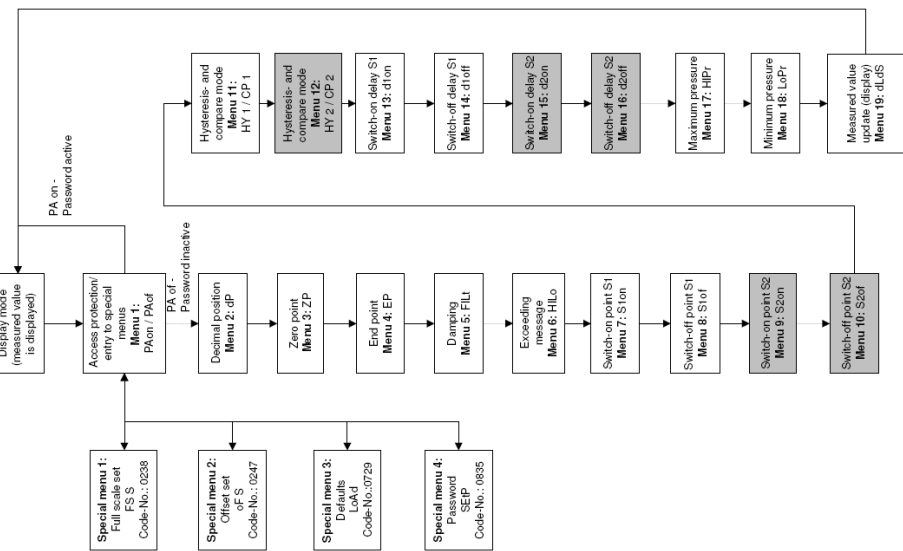 Display mode
(measured value
is displayed)
PA on -
Password active
Access protection/
entry to special
menus
Menu 1:
PAon / PAof
PA of -
Password inactive
Decimal position
Menu 2: dP
Zero point
Menu 3: ZP
End point
Menu 4: EP
Damping
Menu 5: FILt
Exceeding
message
Menu 6: HILo
Switch-on point S1
Menu 7: S1on
Switch-off point S1
Menu 8: S1of
Switch-on point S2
Menu 9: S2on
Switch-off point S2
Menu 10: S2of
Hysteresis- and
compare mode
Menu 11:
HY 1 / CP 1
Hysteresis- and
compare mode
Menu 12:
HY 2 / CP 2
Switch-on delay S1
Menu 13: d1on
Switch-off delay S1
Menu 14: d1off
Switch-on delay S2
Menu 15: d2on
Switch-off delay S2
Menu 16: d2off
Maximum pressure
Menu 17: HIPr
Minimum pressure
Menu 18: LoPr
Measured value
update (display)
Menu 19: dLdS
Special menu 1:
Full scale set
FS S
Code-No.: 0238
Special menu 2:
Offset set
oF S
Code-No.: 0247
Special menu 3:
Defaults
LoAd
Code-No.:0729
Special menu 4:
Password
SEtP
Code-No.: 0835